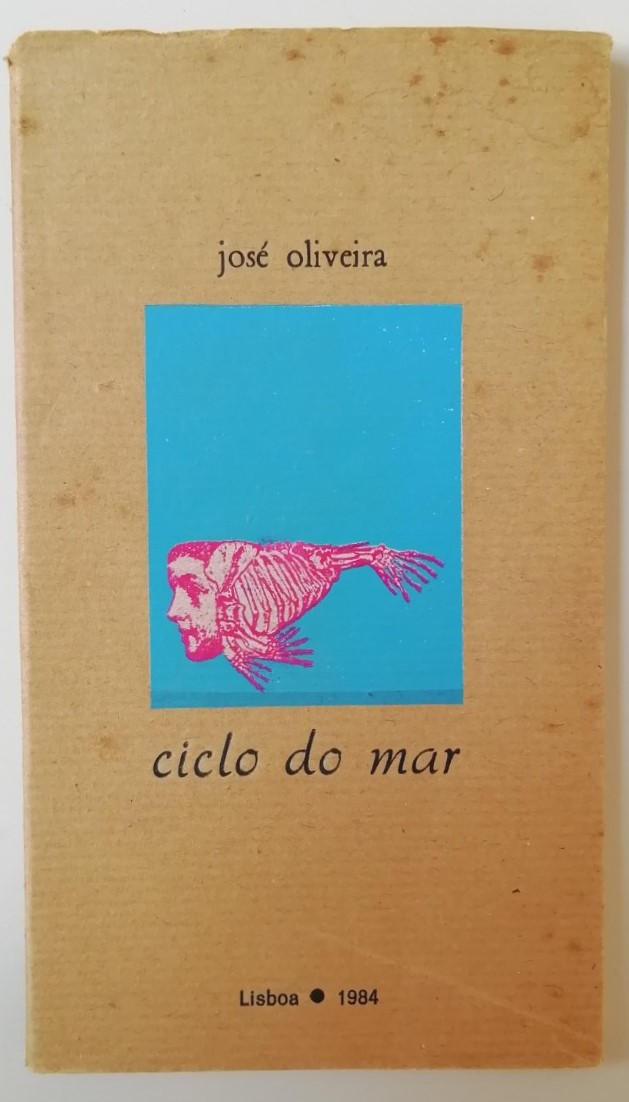 josé oliveira
ciclo do mar
Lisboa ● 1984